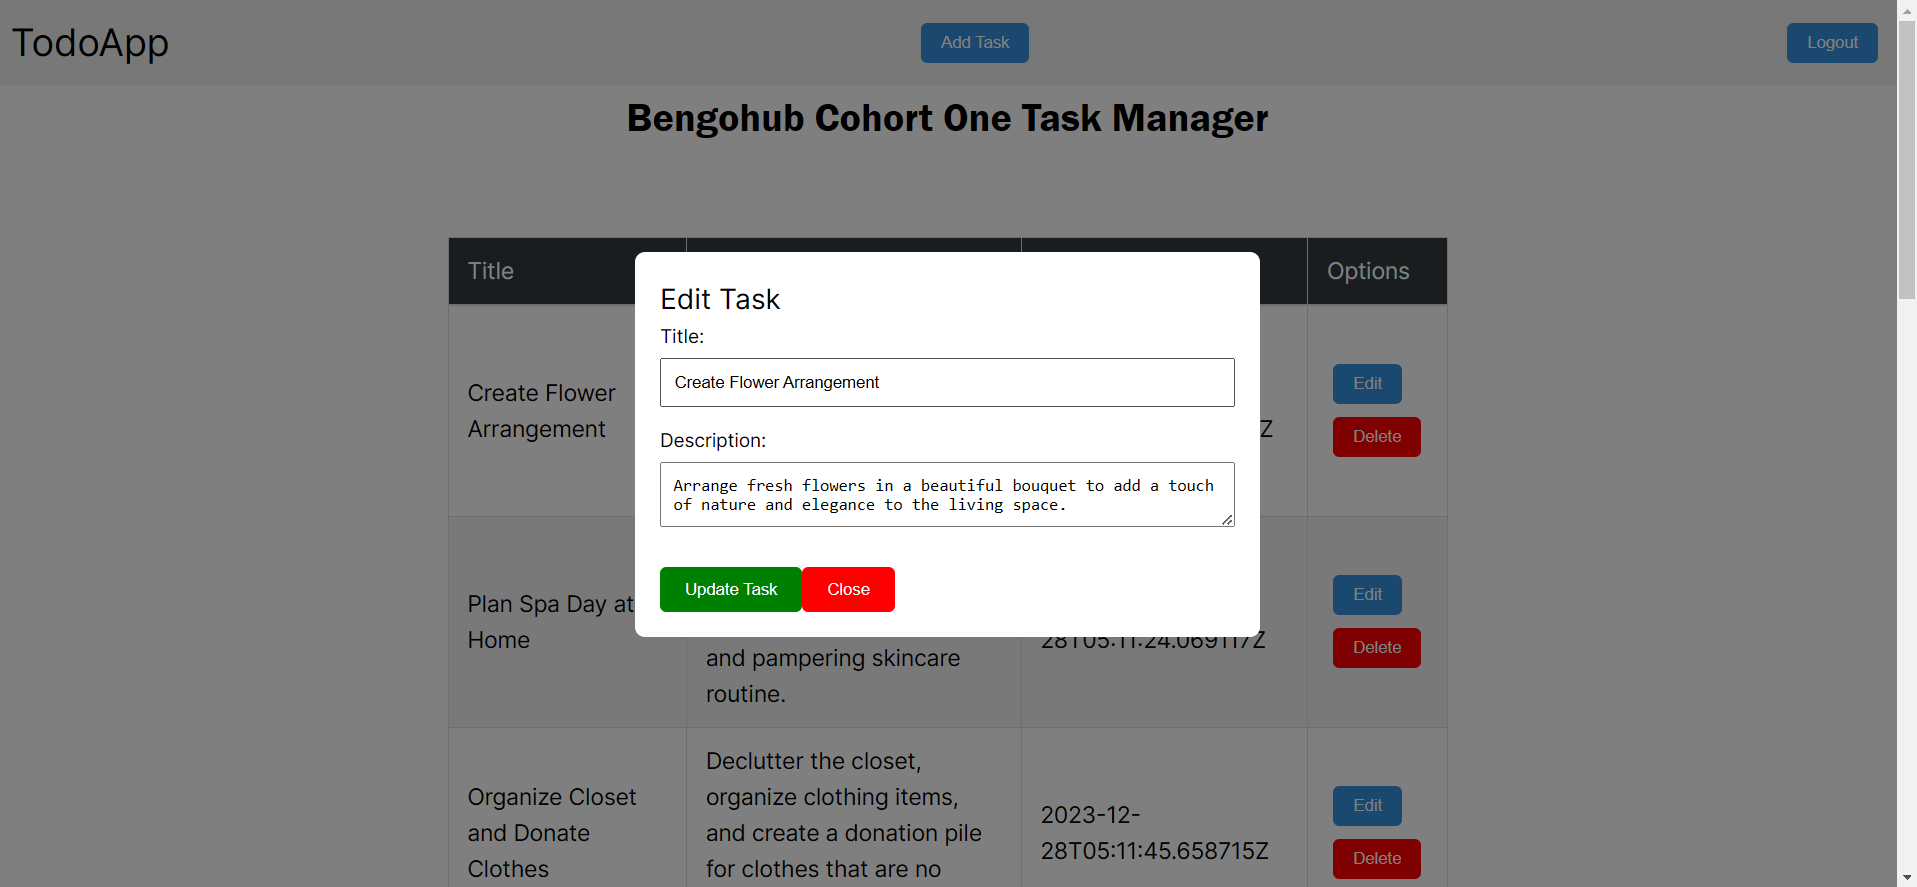 TodoApp
Add Task
Logout
Bengohub Cohort One Task Manager
Title
Options
Edit Task
Title:
Create Flower Arrangement
Description:
Arrange fresh flowers in a beautiful bouquet to add a touch
of nature and elegance to the living space.
Update Task
Close
Create Flower
Arrangement
Z
Edit
Delete
Plan Spa Day at
Home
and pampering skincare
routine.
28T05:11:24.069117Z
Edit
Delete
Organize Closet
and Donate
Clothes
Declutter the closet,
organize clothing items,
and create a donation pile
for clothes that are no
2023-12-
28T05:11:45.658715Z
Edit
Delete